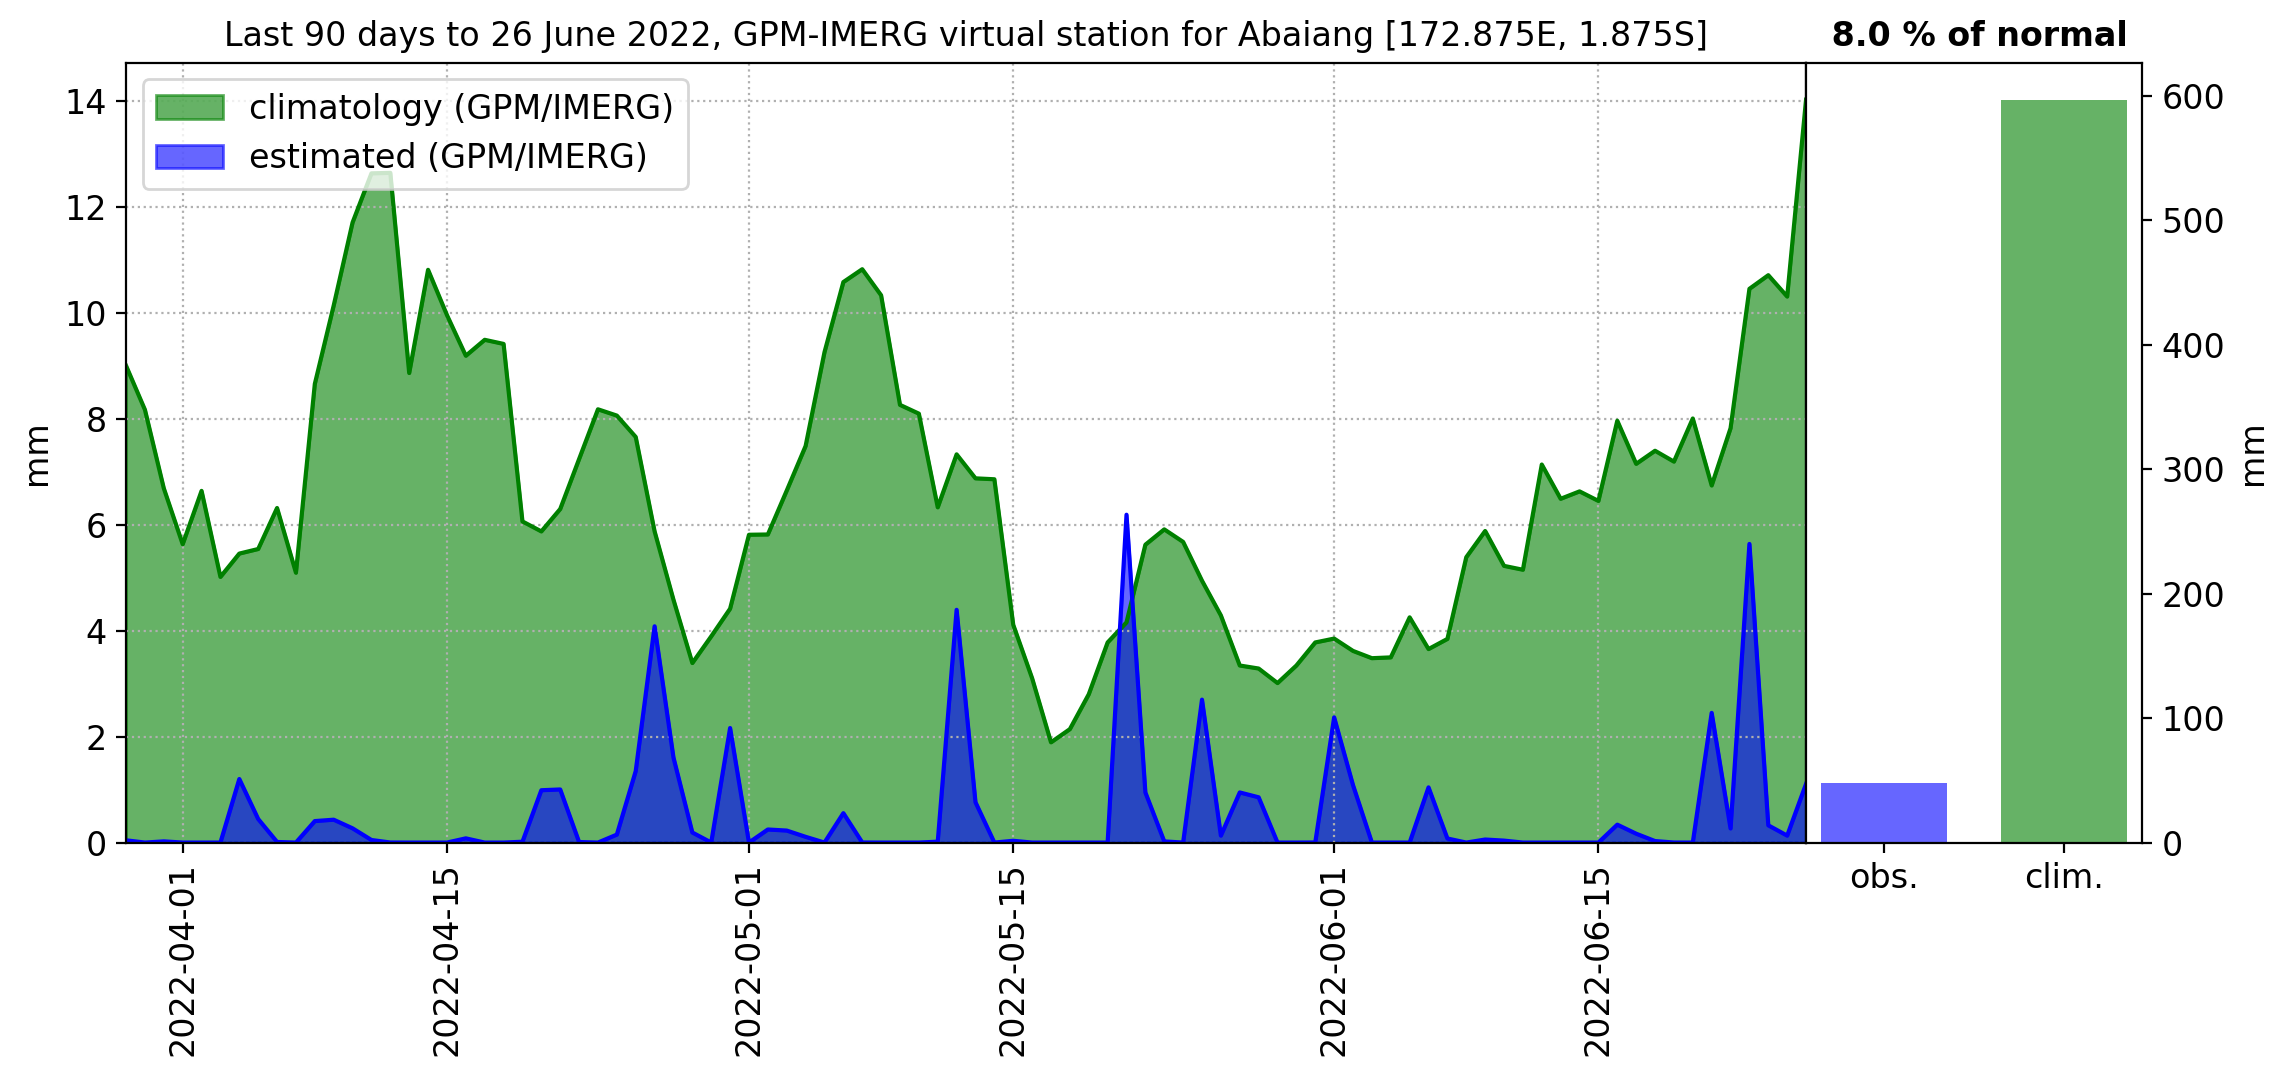 Last 90 days to 26 June 2022, GPM-IMERG virtual station for Abaiang [172.875E, 1.875S]
8.0 % of normal
climatology (GPM/IMERG)
estimated (GPM/IMERG)
mm
14
12
10
8
6
4
2
0
2022-04-01
2022-04-15
2022-05-01
2022-05-15
2022-06-01
2022-06-15
obs.
clim.
600
500
400
300
200
100
0
mm